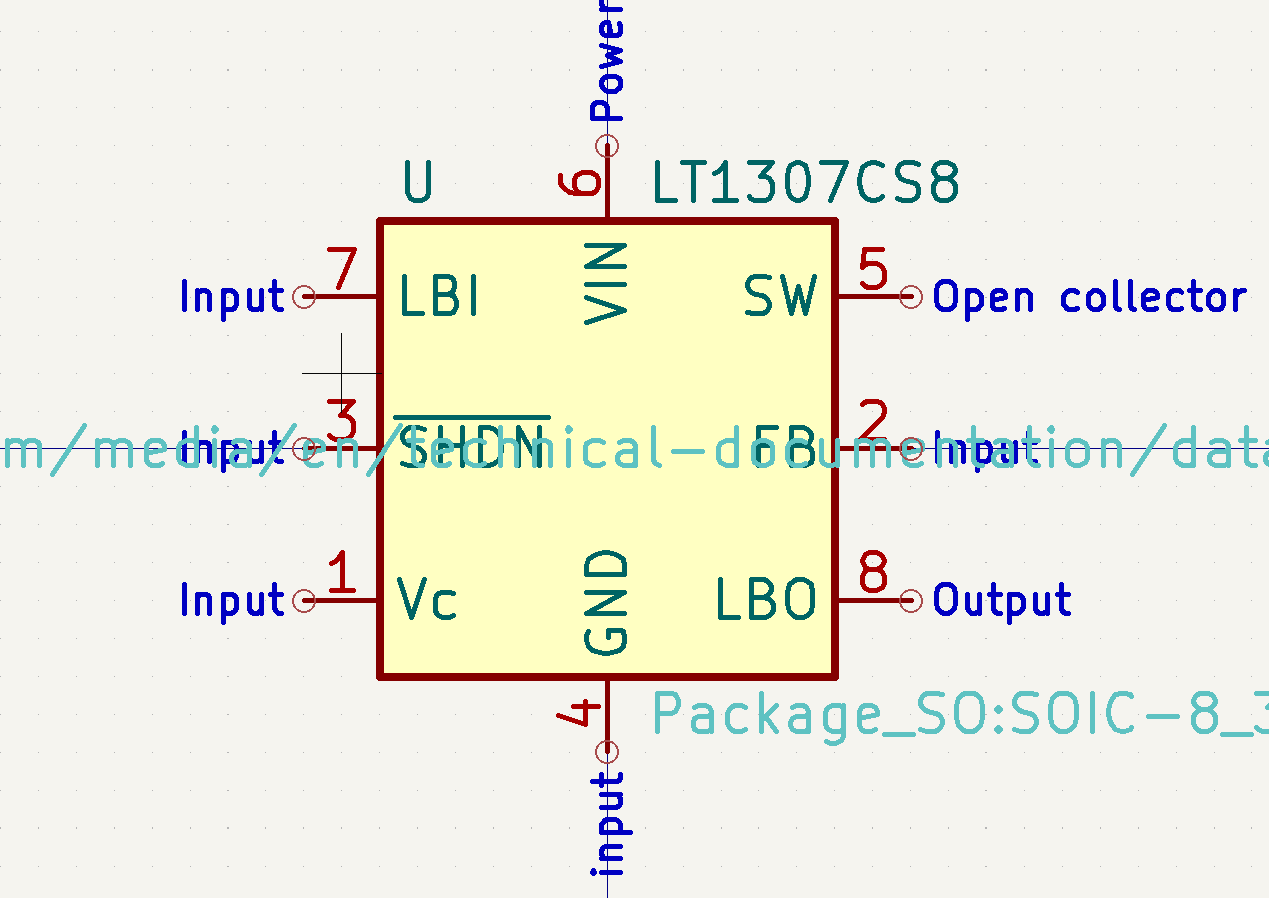 Power
U
6
LT1307CS8
7
VIN
5
Input
LBI
SW
Open collector
3
2
Input
SHDN
FB
Input
m/media/en/technical-documentation/data
1
8
Input
Vc
GND
LBO
Output
4
Package_SO:SOIC-8_3
input